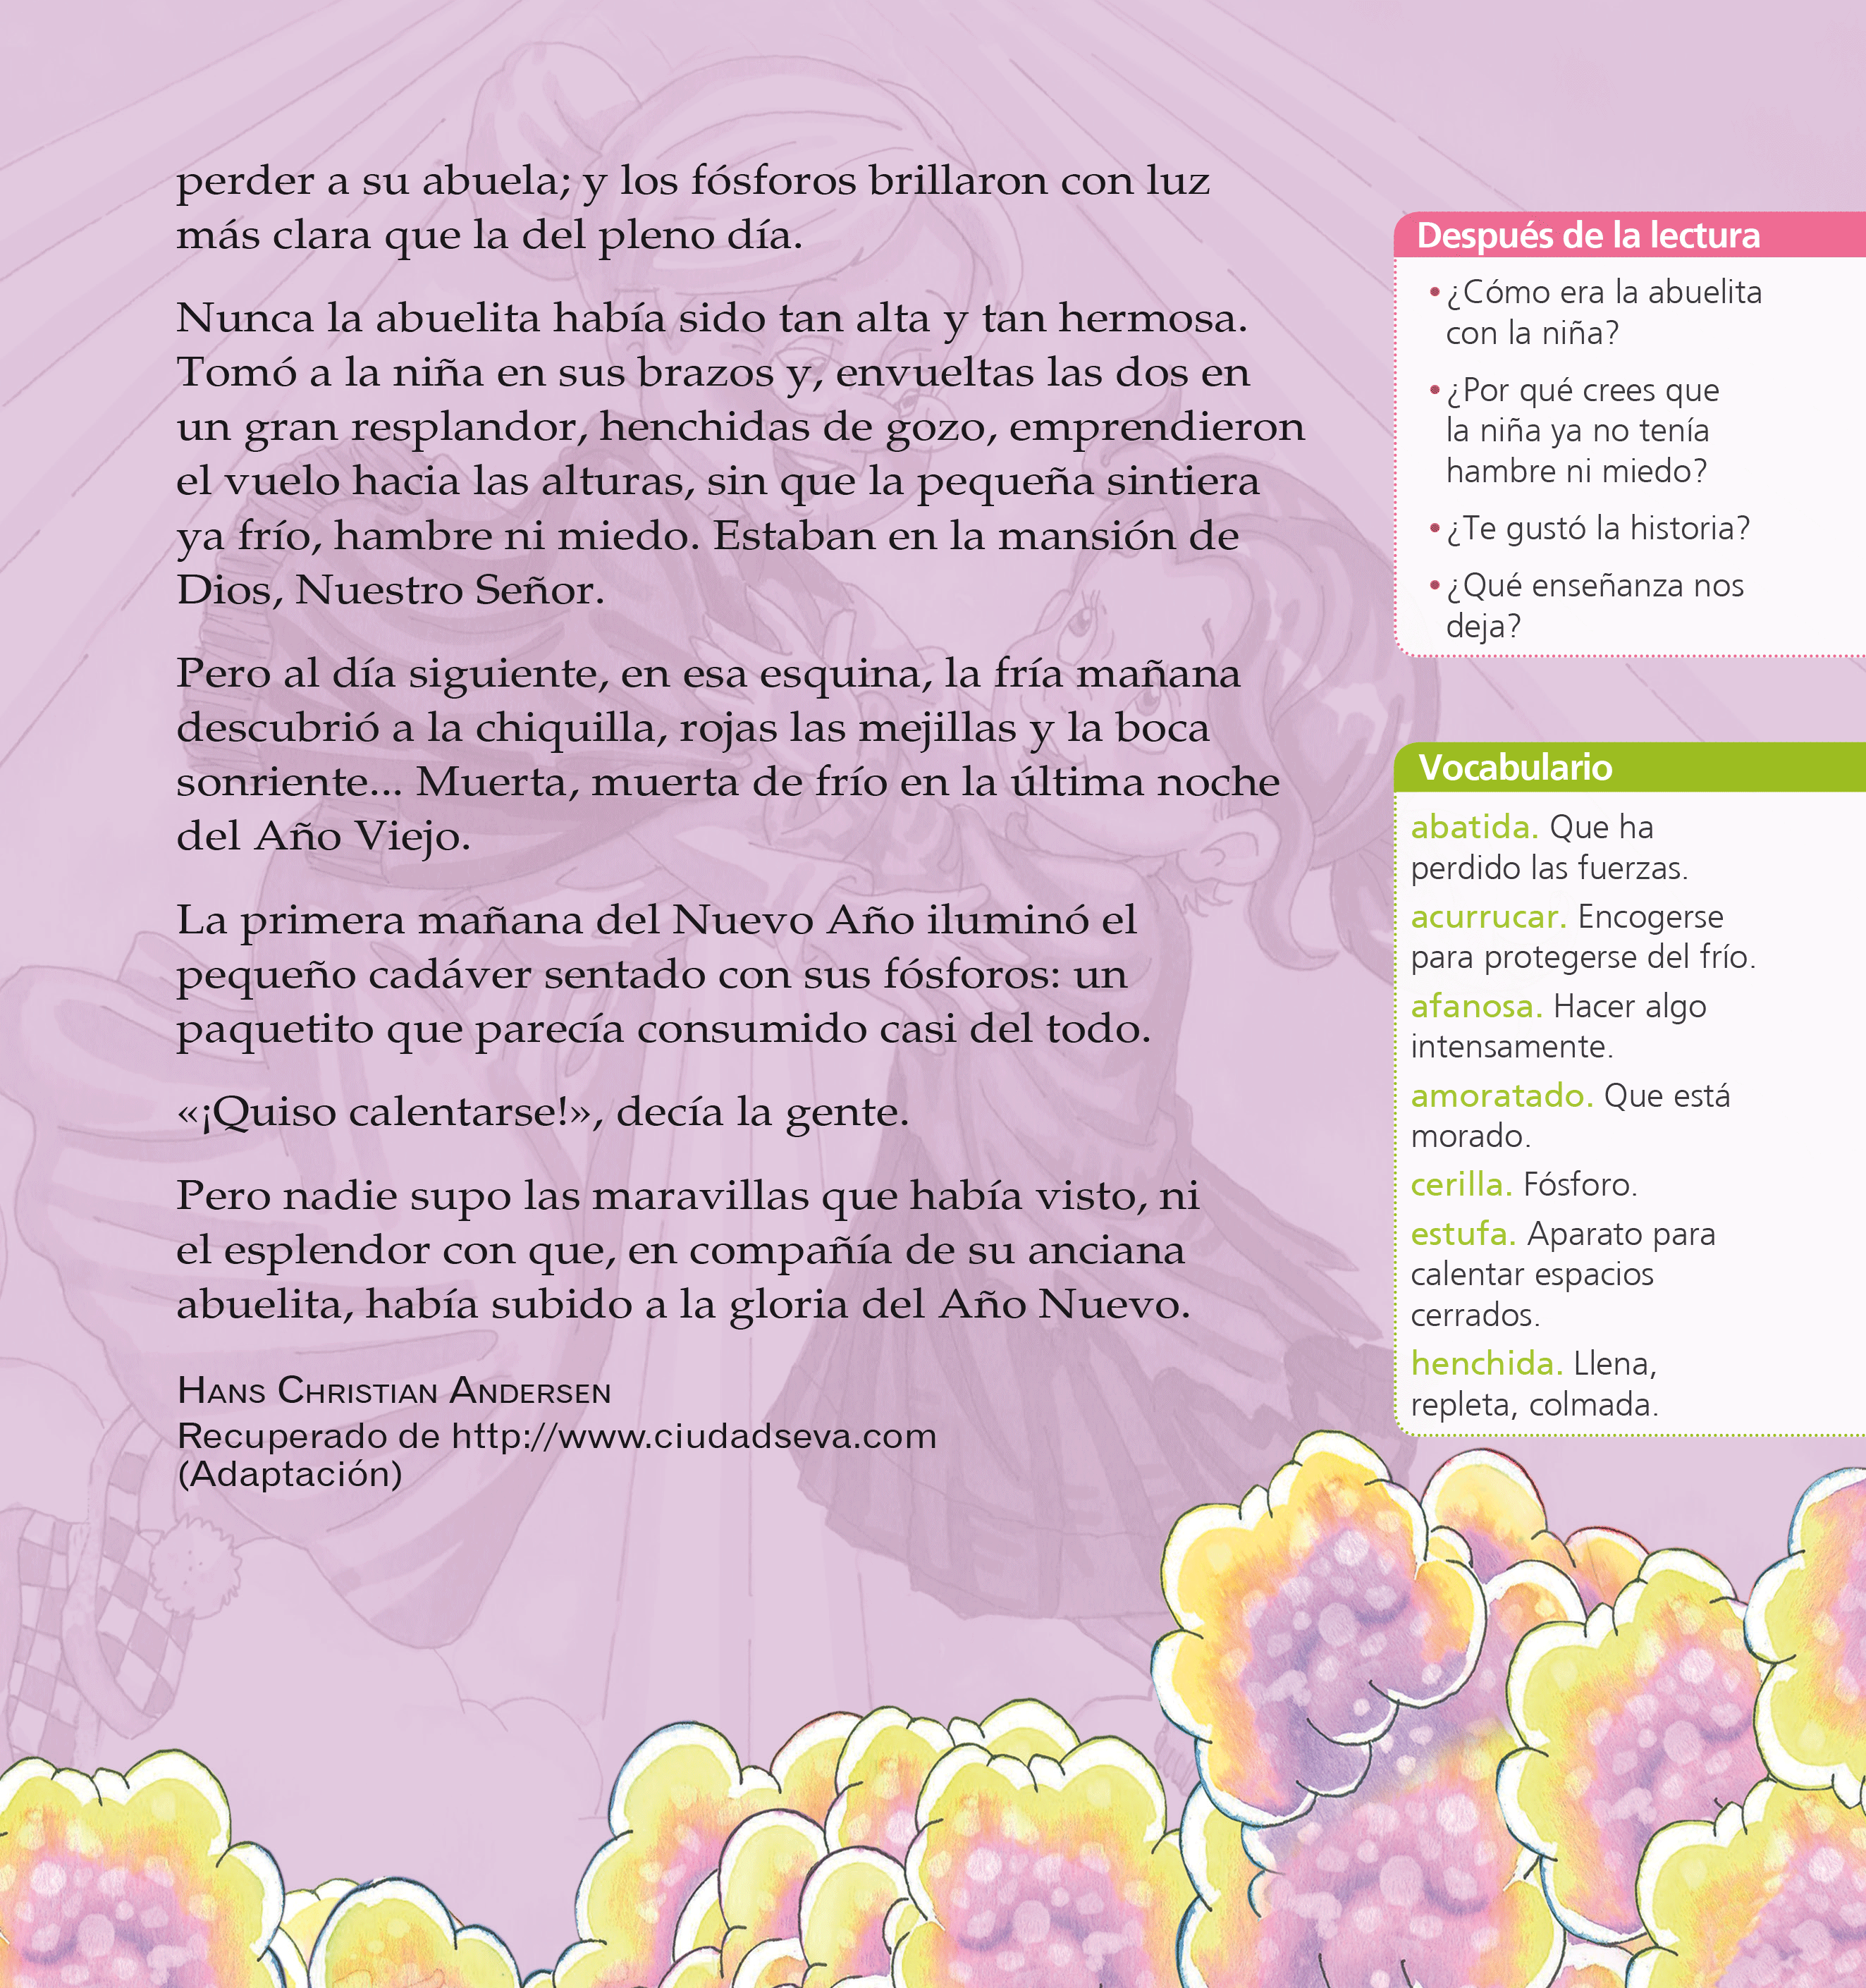 perder a su abuela; y los fósforos brillaron con luz
más clara que la del pleno día.
Nunca la abuelita había sido tan alta y tan hermosa.
Tomó a la niña en sus brazos y, envueltas las dos en
un gran resplandor, henchidas de gozo, emprendieron
el vuelo hacia las alturas, sin que la pequeña sintiera
ya frío, hambre ni miedo. Estaban en la mansión de
Dios, Nuestro Señor.
Pero al día siguiente, en esa esquina, la fría mañana
descubrió a la chiquilla, rojas las mejillas y la boca
sonriente... Muerta, muerta de frío en la última noche
del Año Viejo.
La primera mañana del Nuevo Año iluminó el
pequeño cadáver sentado con sus fósforos: un
paquetito que parecía consumido casi del todo.
«¡Quiso calentarse!», decía la gente.
Pero nadie supo las maravillas que había visto, ni
el esplendor con que, en compañía de su anciana
abuelita, había subido a la gloria del Año Nuevo.
Hans Christian Andersen
Recuperado de http://www.ciudadseva.com
(Adaptación)
Después de la lectura
• ¿Cómo era la abuelita
con la niña?
• ¿Por qué crees que
la niña ya no tenía
hambre ni miedo?
• ¿Te gustó la historia?
• ¿Qué enseñanza nos
deja?
Vocabulario
abatida. Que ha
perdido las fuerzas.
acurrucar. Encogerse
para protegerse del frío.
afanosa. Hacer algo
intensamente.
amoratado. Que está
morado.
cerilla. Fósforo.
estufa. Aparato para
calentar espacios
cerrados.
henchida. Llena,
repleta, colmada.